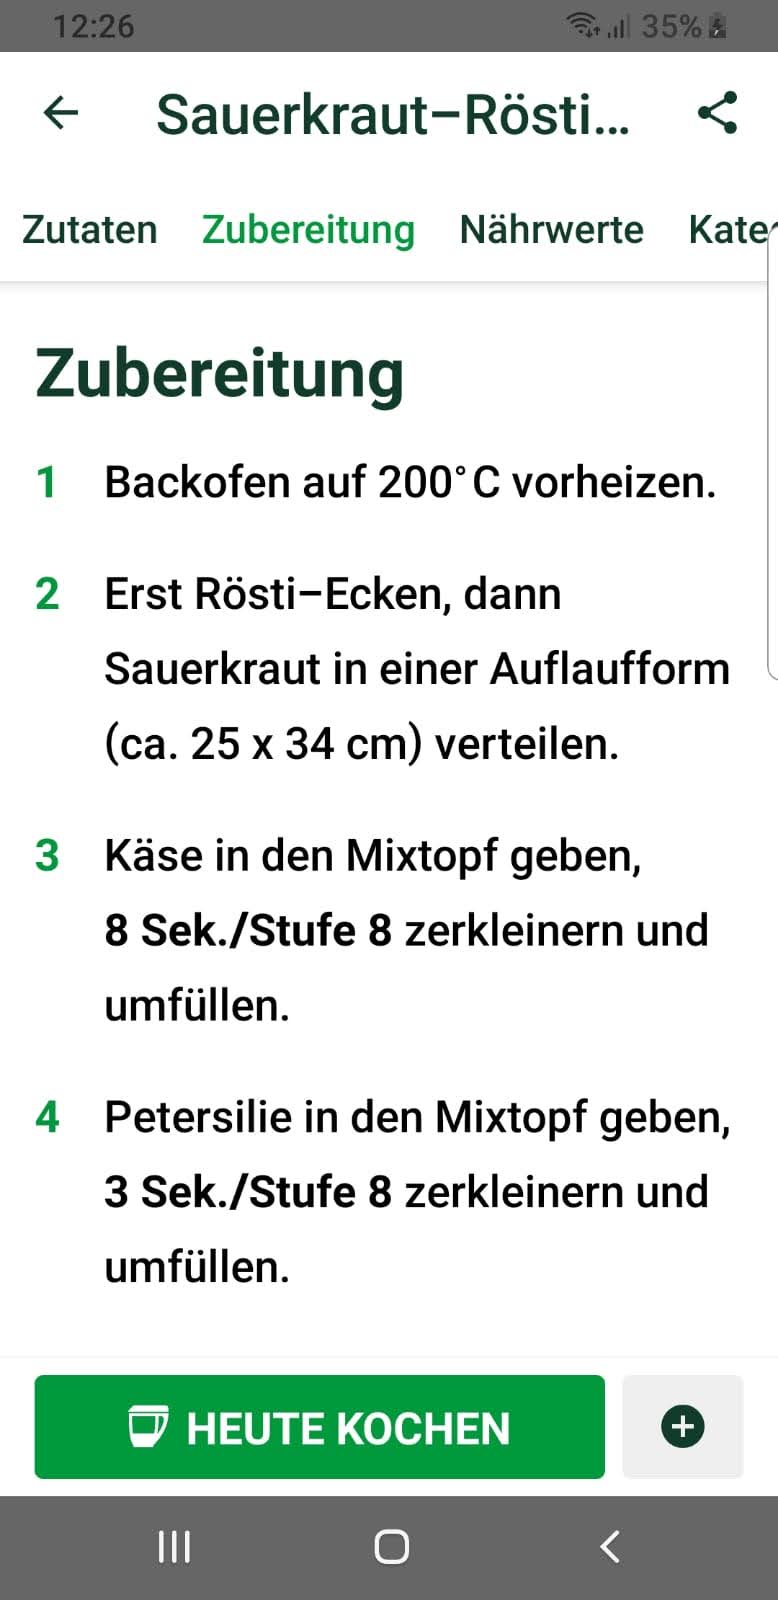 12:26
35%
Sauerkraut–Rösti...
Zutaten Zubereitung Nährwerte Kate
Zubereitung
1 Backofen auf 200°C vorheizen.
2 Erst Rösti–Ecken, dann
Sauerkraut in einer Auflaufform
(ca. 25 x 34 cm) verteilen.
3 Käse in den Mixtopf geben,
8 Sek./Stufe 8 zerkleinern und
umfüllen.
4 Petersilie in den Mixtopf geben,
3 Sek./Stufe 8 zerkleinern und
umfüllen.
HEUTE KOCHEN